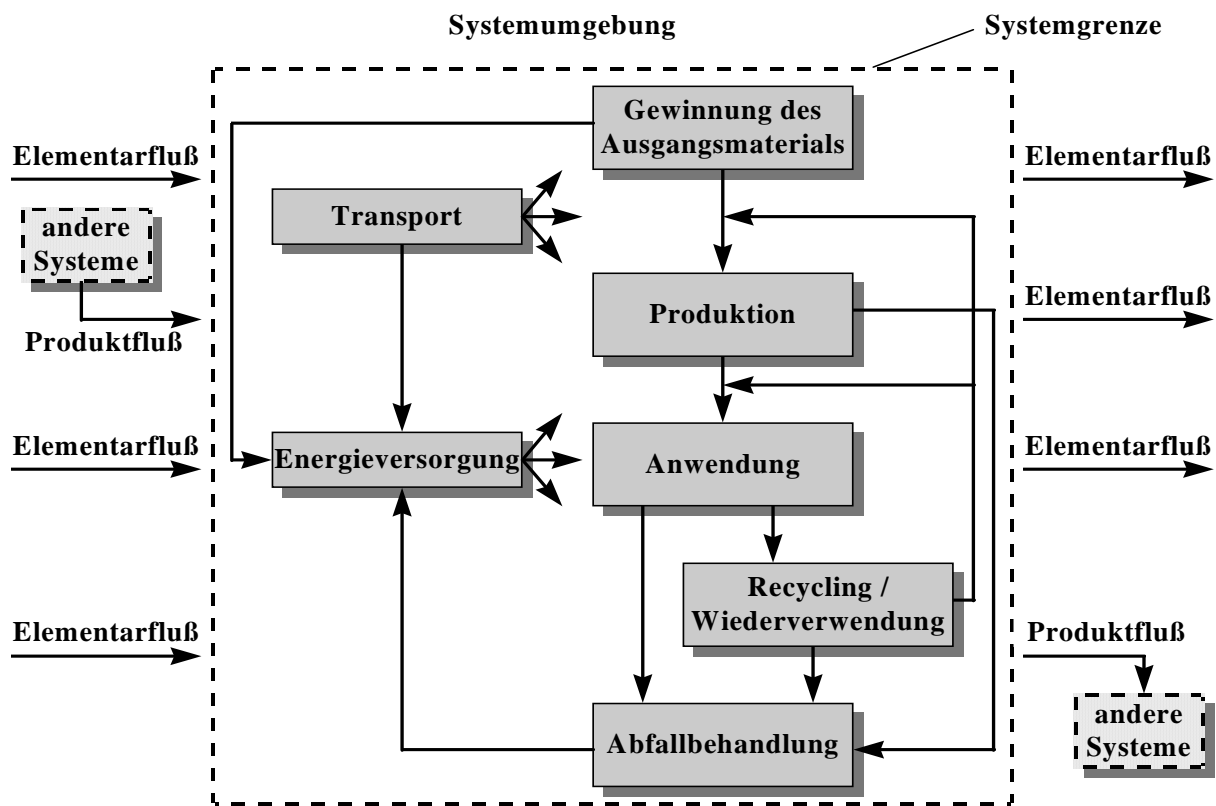 Systemumgebung
Systemgrenze
Gewinnung des
Ausgangsmaterials
Elementarfluß
Elementarfluß
Transport
andere
Systeme
Produktion
Elementarfluß
Produktfluß
Elementarfluß
Energieversorgung
Anwendung
Elementarfluß
Recycling /
Wiederverwendung
Elementarfluß
Produktfluß
Abfallbehandlung
andere
Systeme